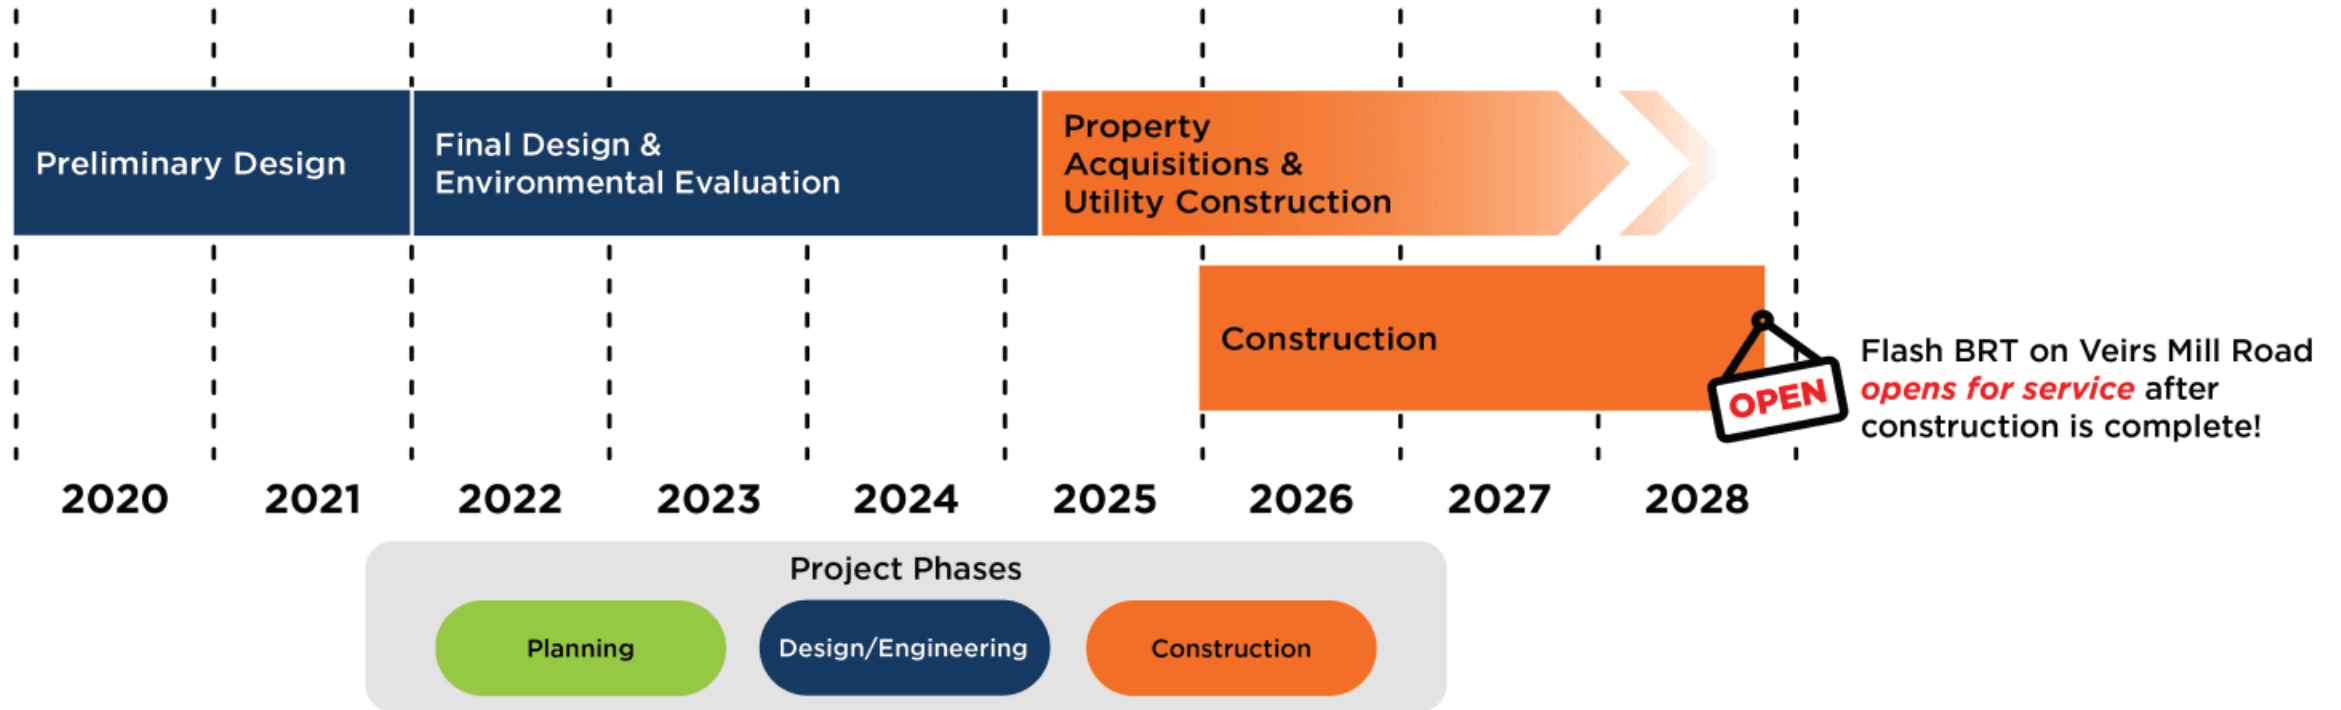 Preliminary Design
Final Design &
Environmental Evaluation
Property
Acquisitions &
Utility Construction
Construction
OPEN
Flash BRT on Veirs Mill Road
opens for service after
construction is complete!
2020 2021 2022 2023 2024 2025 2026 2027 2028
Project Phases
Planning
Design/Engineering
Construction